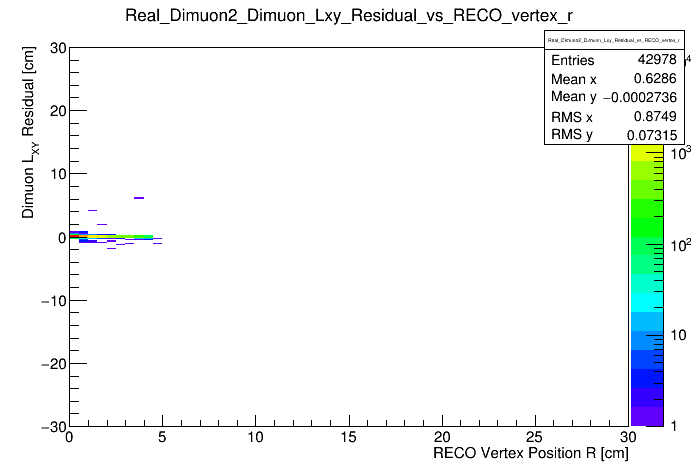 Real_Dimuon2_Dimuon_Lxy_Residual_vs_RECO_vertex_r
Real_Dimuon2_Dimuon_Lxy_Residual_vs_RECO_vertex_r
Entries 42978
Mean x 0.6286
Mean y −0.0002736
RMS x 0.8749
RMS y 0.07315
Dimuon LXY Residual [cm]
30
20
10
0
−10
−20
−30
0 5 10 15 20 25 30
RECO Vertex Position R [cm]
4
10³
10²
10
1